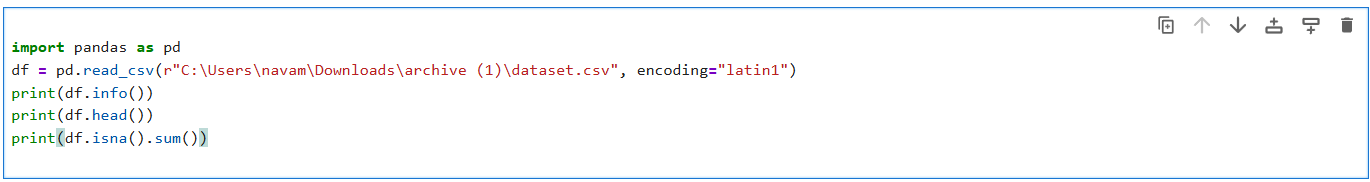 import pandas as pd
df = pd.read_csv(r"C:\Users\navam\Downloads\archive (1)\dataset.csv", encoding="latin1")
print(df.info())
print(df.head())
print(df.isna().sum())